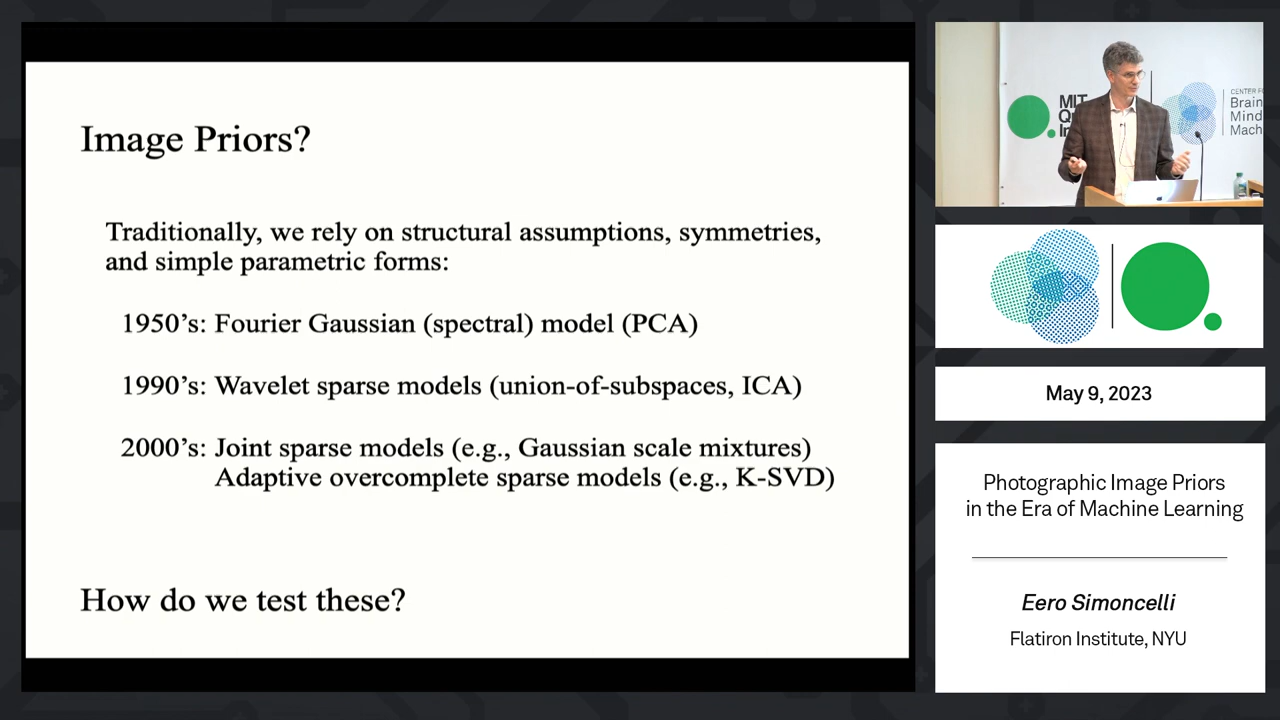 Image Priors?
Traditionally, we rely on structural assumptions, symmetries,
and simple parametric forms:
1950's: Fourier Gaussian (spectral) model (PCA)
1990's: Wavelet sparse models (union-of-subspaces, ICA)
2000's: Joint sparse models (e.g., Gaussian scale mixtures)
Adaptive overcomplete sparse models (e.g., K-SVD)
How do we test these?
MIT
CENTER
Brain
Mind
Mach
May 9, 2023
Photographic Image Priors
in the Era of Machine Learning
Eero Simoncelli
Flatiron Institute, NYU